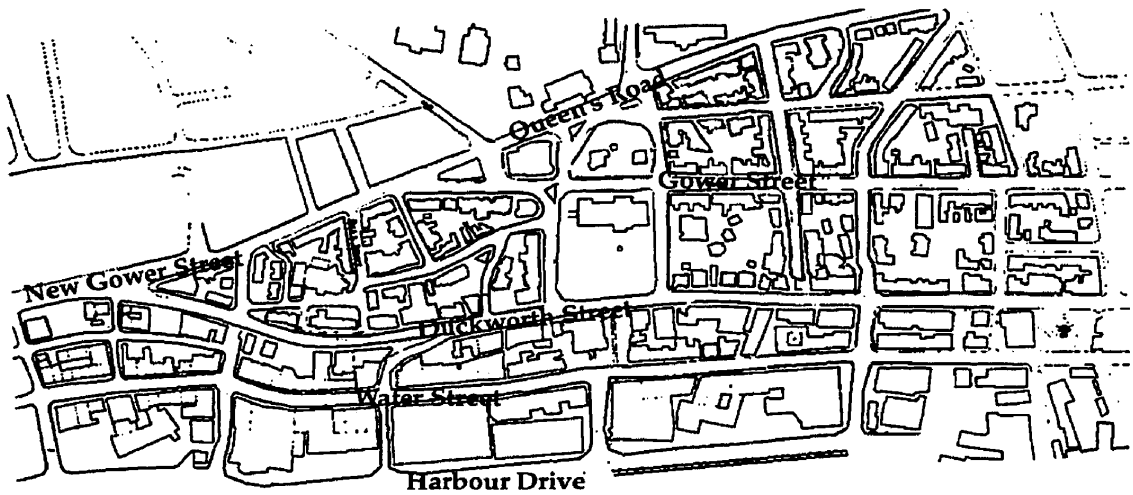 Queen's Road
Gower Street
New Gower Street
Duckworth Street
Water Street
Harbour Drive